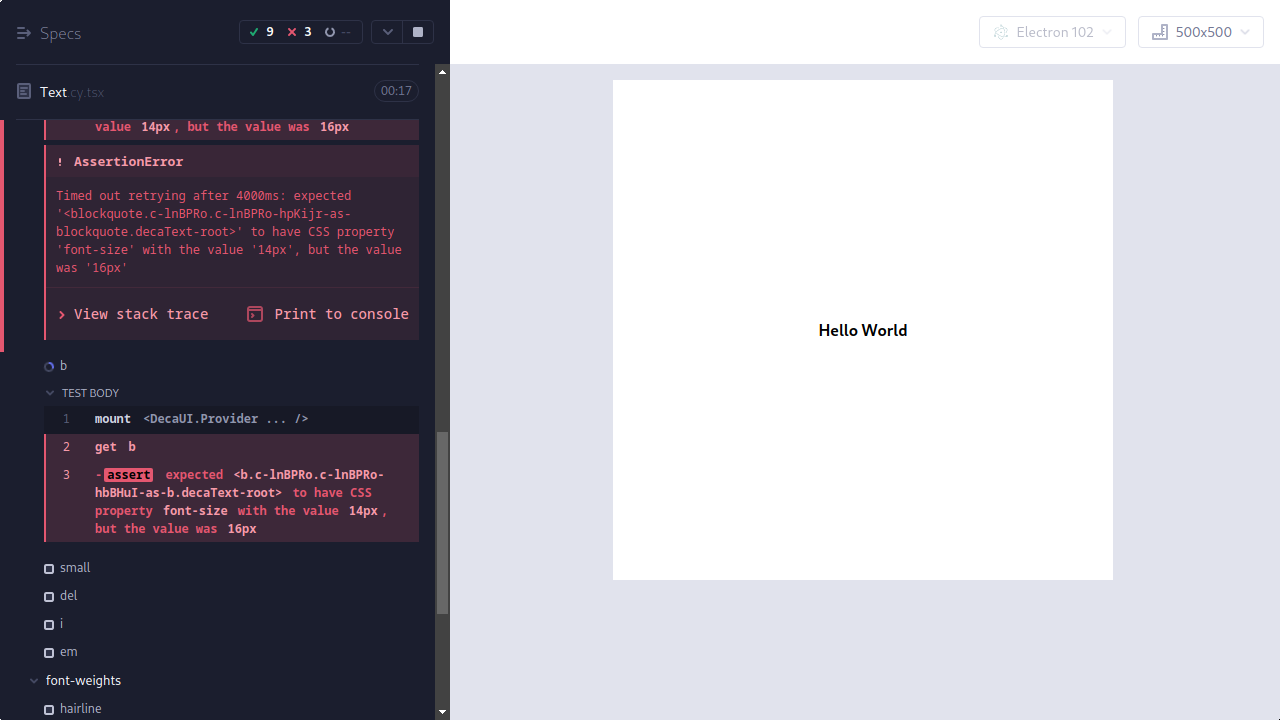 Specs
9 3 --
Electron 102
500x500
Text.cy.tsx
00:17
value 14px, but the value was 16px
! AssertionError
Timed out retrying after 4000ms: expected
'<blockquote.c-lnBPRo.c-lnBPRo-hpKijr-as-
blockquote.decaText-root>' to have CSS property
'font-size' with the value '14px', but the value
was '16px'
View stack trace
Print to console
b
TEST BODY
1 mount <DecaUI.Provider ... />
2 get b
3 -assert expected <b.c-lnBPRo.c-lnBPRo-
hbBHuI-as-b.decaText-root> to have CSS
property font-size with the value 14px,
but the value was 16px
small
del
i
em
font-weights
hairline
Hello World